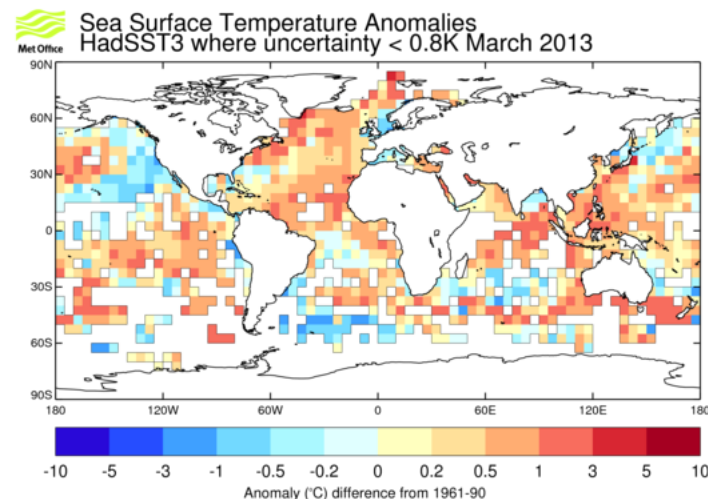 Met Office
Sea Surface Temperature Anomalies
HadSST3 where uncertainty < 0.8K March 2013
90N
60N
30N
0
30S
60S
90S
180 120W 60W 0 60E 120E 180
-10 -5 -3 -1 -0.5 -0.2 0 0.2 0.5 1 3 5 10
Anomaly (°C) difference from 1961-90